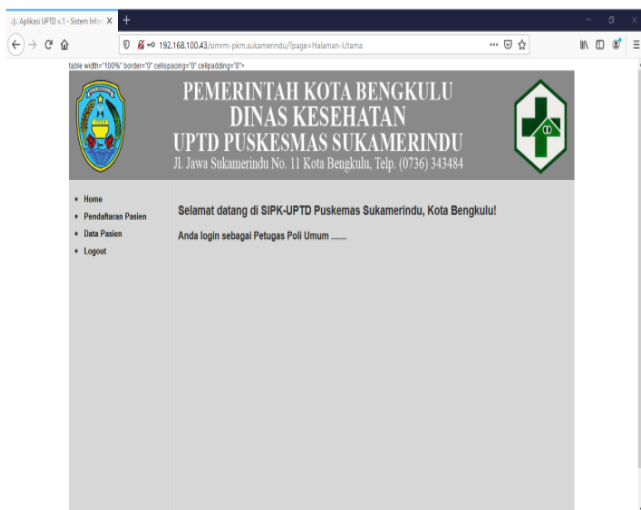 Aplikasi UPTD v.1 - Sistem Infor
192.168.100.43/simrm-pkm.sukamerindu/?page=Halaman-Utama
table width="100%" border="0" cellspacing="0" cellpadding="0">
PEMERINTAH KOTA BENGKULU
DINAS KESEHATAN
UPTD PUSKESMAS SUKAMERINDU
Jl. Jawa Sukamerindu No. 11 Kota Bengkulu, Telp. (0736) 343484
Home
Pendaftaran Pasien
Data Pasien
Logout
Selamat datang di SIPK-UPTD Puskemas Sukamerindu, Kota Bengkulu!
Anda login sebagai Petugas Poli Umum .......